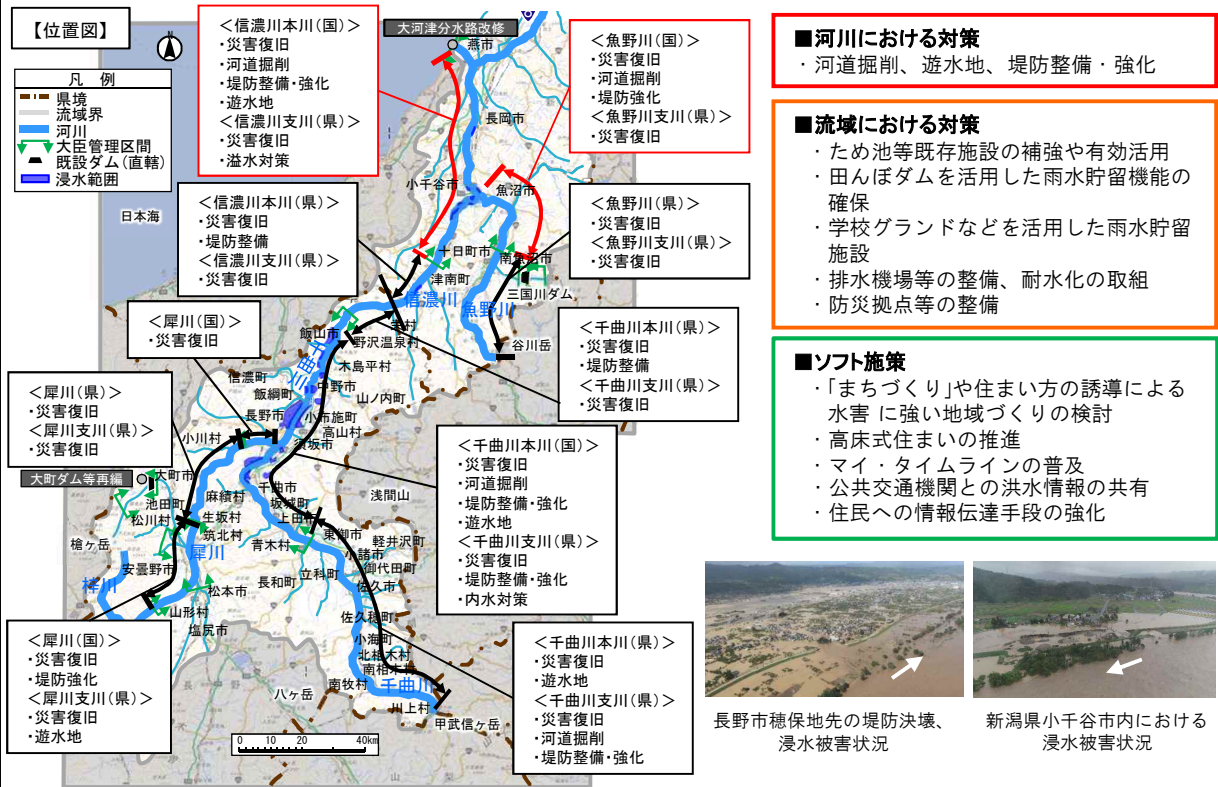 【位置図】
凡 例
県境
流域界
河川
大臣管理区間
既設ダム(直轄)
浸水範囲
<信濃川本川(国)>
・災害復旧
・河道掘削
・堤防整備・強化
・遊水地
<信濃川支川(県)>
・災害復旧
・溢水対策
大河津分水路改修
燕市
<魚野川(国)>
・災害復旧
・河道掘削
・堤防強化
<魚野川支川(県)>
・災害復旧
長岡市
小千谷市
魚沼市
日本海
<信濃川本川(県)>
・災害復旧
・堤防整備
<信濃川支川(県)>
・災害復旧
<魚野川(県)>
・災害復旧
<魚野川支川(県)>
・災害復旧
十日町市
南魚沼市
津南町
三国川ダム
信濃川
魚野川
栄村
谷川岳
<犀川(国)>
・災害復旧
飯山市
野沢温泉村
千曲川
木島平村
信濃町
中野市
飯綱町
山ノ内町
長野市
小布施町
高山村
小川村
須坂市
<千曲川本川(県)>
・災害復旧
・堤防整備
<千曲川支川(県)>
・災害復旧
<犀川(県)>
・災害復旧
<犀川支川(県)>
・災害復旧
大町ダム等再編
大町市
池田町
松川村
麻績村
生坂村
筑北村
千曲市
坂城町
上田市
浅間山
東御市
軽井沢町
槍ヶ岳
犀川
青木村
小諸市
御代田町
安曇野市
長和町
立科町
佐久市
梓川
松本市
山形村
塩尻市
佐久穂町
小海町
北相木村
南相木村
南牧村
千曲川
川上村
八ヶ岳
甲武信ヶ岳
<千曲川本川(国)>
・災害復旧
・河道掘削
・堤防整備・強化
・遊水地
<千曲川支川(県)>
・災害復旧
・堤防整備・強化
・内水対策
<犀川(国)>
・災害復旧
・堤防強化
<犀川支川(県)>
・災害復旧
・遊水地
<千曲川本川(県)>
・災害復旧
・遊水地
<千曲川支川(県)>
・災害復旧
・河道掘削
・堤防整備・強化
0 10 20 40km
■河川における対策
・河道掘削、遊水地、堤防整備・強化
■流域における対策
・ため池等既存施設の補強や有効活用
・田んぼダムを活用した雨水貯留機能の
確保
・学校グランドなどを活用した雨水貯留
施設
・排水機場等の整備、耐水化の取組
・防災拠点等の整備
■ソフト施策
・「まちづくり」や住まい方の誘導による
水害 に強い地域づくりの検討
・高床式住まいの推進
・マイ・タイムラインの普及
・公共交通機関との洪水情報の共有
・住民への情報伝達手段の強化
長野市穂保地先の堤防決壊、
浸水被害状況
新潟県小千谷市内における
浸水被害状況